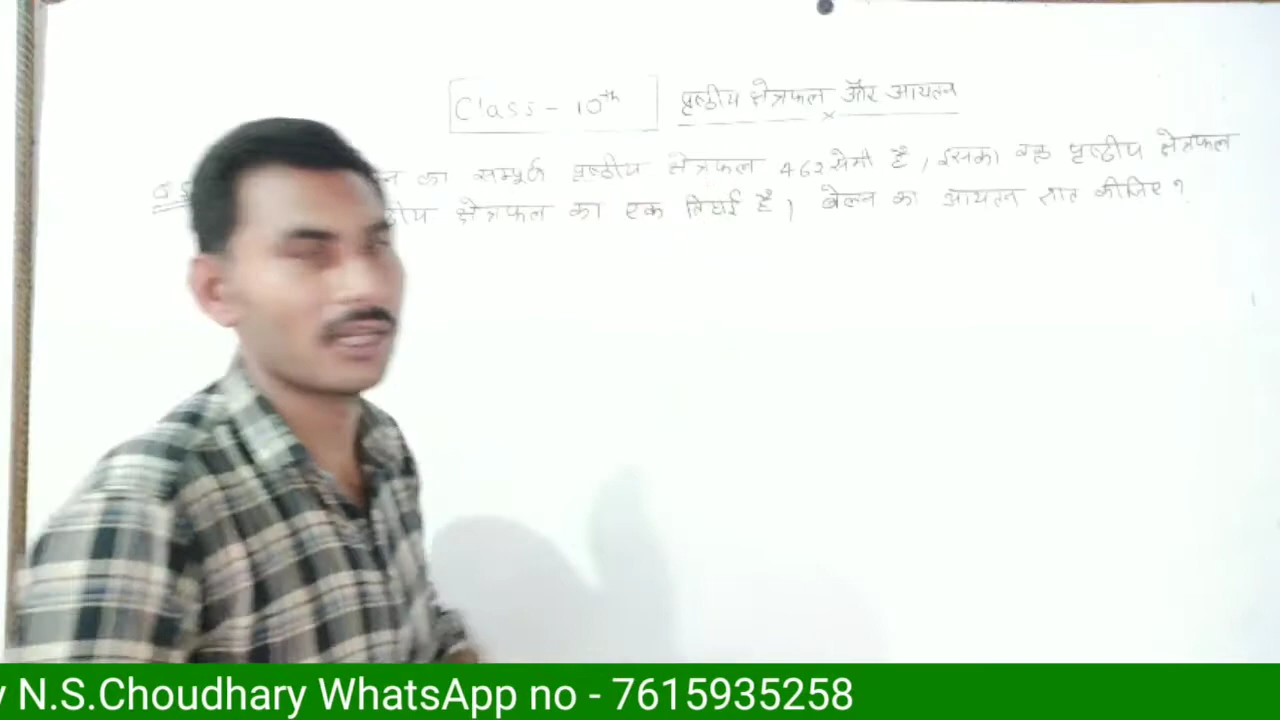 Class - 10th पृष्ठीय क्षेत्रफल और आयतन
का सम्पूर्ण पृष्ठीय क्षेत्रफल 462 सेमी है, इसका वक्र पृष्ठीय क्षेत्रफल
क्षेत्रफल का एक तिहाई है। बेलन का आयतन ज्ञात कीजिए?
N.S.Choudhary WhatsApp no - 7615935258